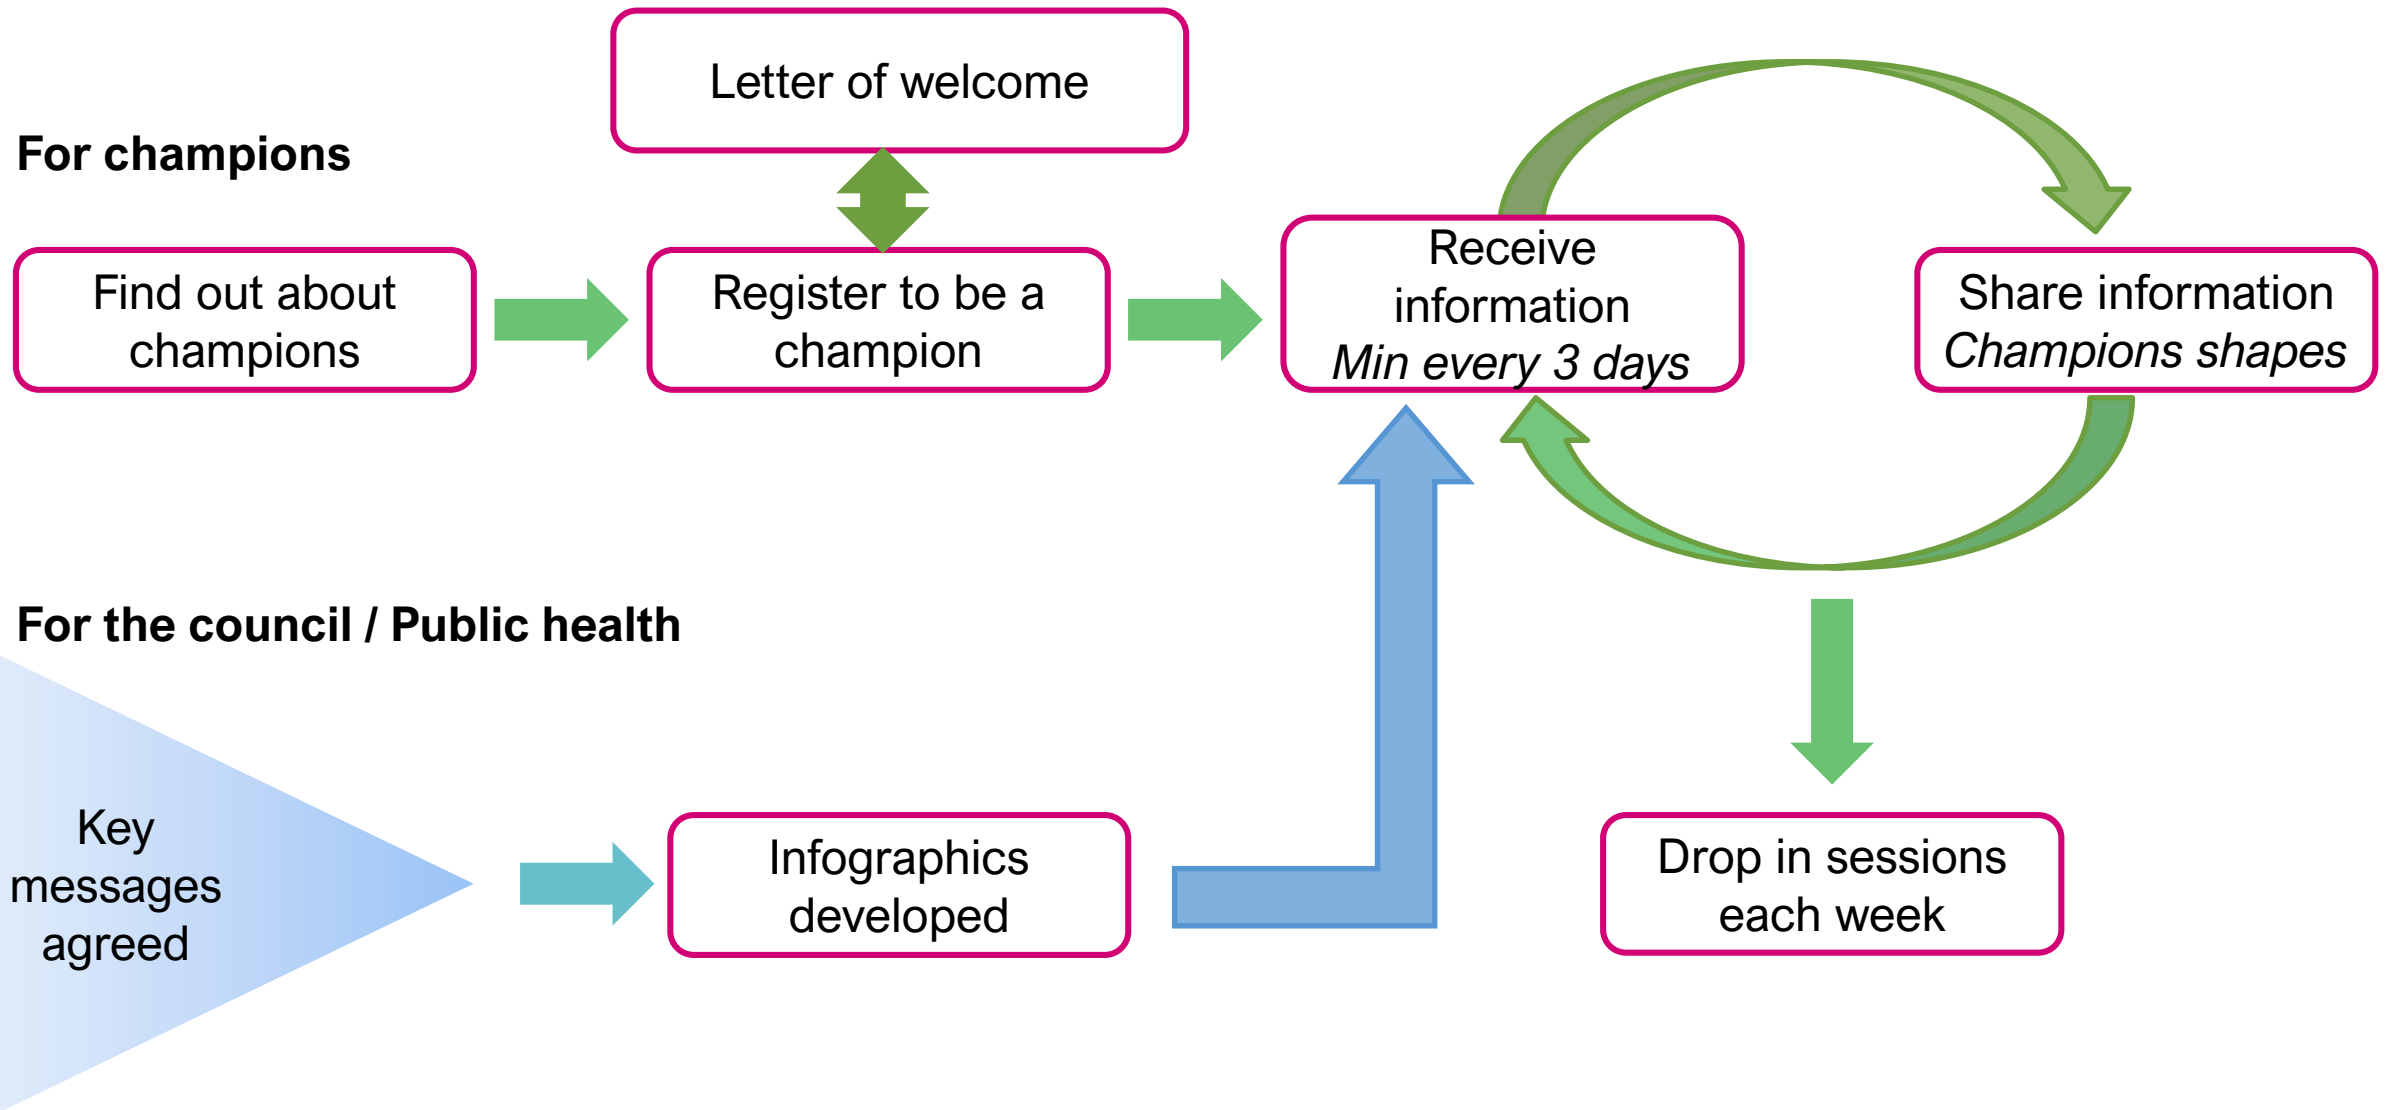 Letter of welcome
For champions
Find out about
champions
Register to be a
champion
Receive
information
Min every 3 days
Share information
Champions shapes
For the council / Public health
Key
messages
agreed
Infographics
developed
Drop in sessions
each week